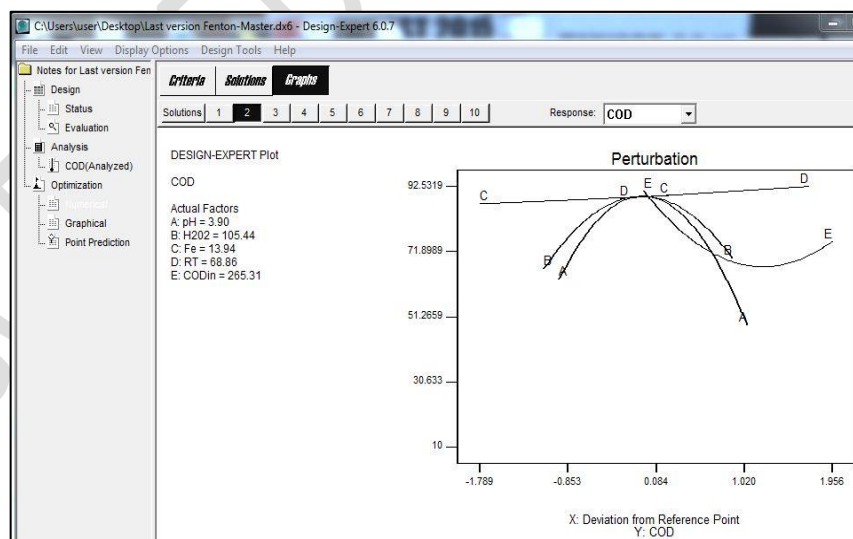 C:\Users\user\Desktop\Last version Fenton-Master.dx6 - Design-Expert 6.0.7
File Edit View Display Options Design Tools Help
Notes for Last version Fen
Design
Status
Evaluation
Analysis
COD(Analyzed)
Optimization
Numerical
Graphical
Point Prediction
Criteria Solutions Graphs
Solutions 1 2 3 4 5 6 7 8 9 10 Response: COD
DESIGN-EXPERT Plot
COD
Actual Factors
A: pH = 3.90
B: H202 = 105.44
C: Fe = 13.94
D: RT = 68.86
E: CODin = 265.31
Perturbation
92.5319
71.8989
51.2659
30.633
10
C D E C D
B A B E
A
-1.789 -0.853 0.084 1.020 1.956
X: Deviation from Reference Point
Y: COD